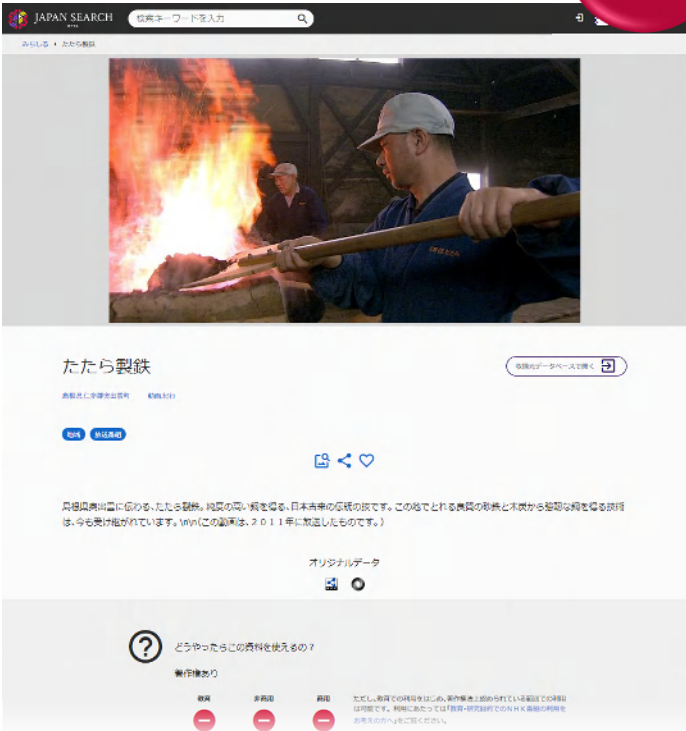 JAPAN SEARCH
検索キーワードを入力
みらしる › たたら製鉄
たたら製鉄
収録元データベースで開く
島根県仁多郡奥出雲町
地域 放送番組
島根県奥出雲に伝わる、たたら製鉄。純度の高い鋼を得る、日本古来の伝統の技です。この地でとれる良質の砂鉄と木炭から強靭な鋼を得る技術
は、今も受け継がれています。\n\n(この動画は、2011年に放送したものです。)
オリジナルデータ
どうやったらこの資料を使えるの?
著作権あり
教育 非商用 商用
ただし、教育での利用をはじめ、著作権法上認められている範囲での利用
は可能です。利用にあたっては「教育・研究目的でのNHK番組の利用を
お考えの方へ」をご覧ください。